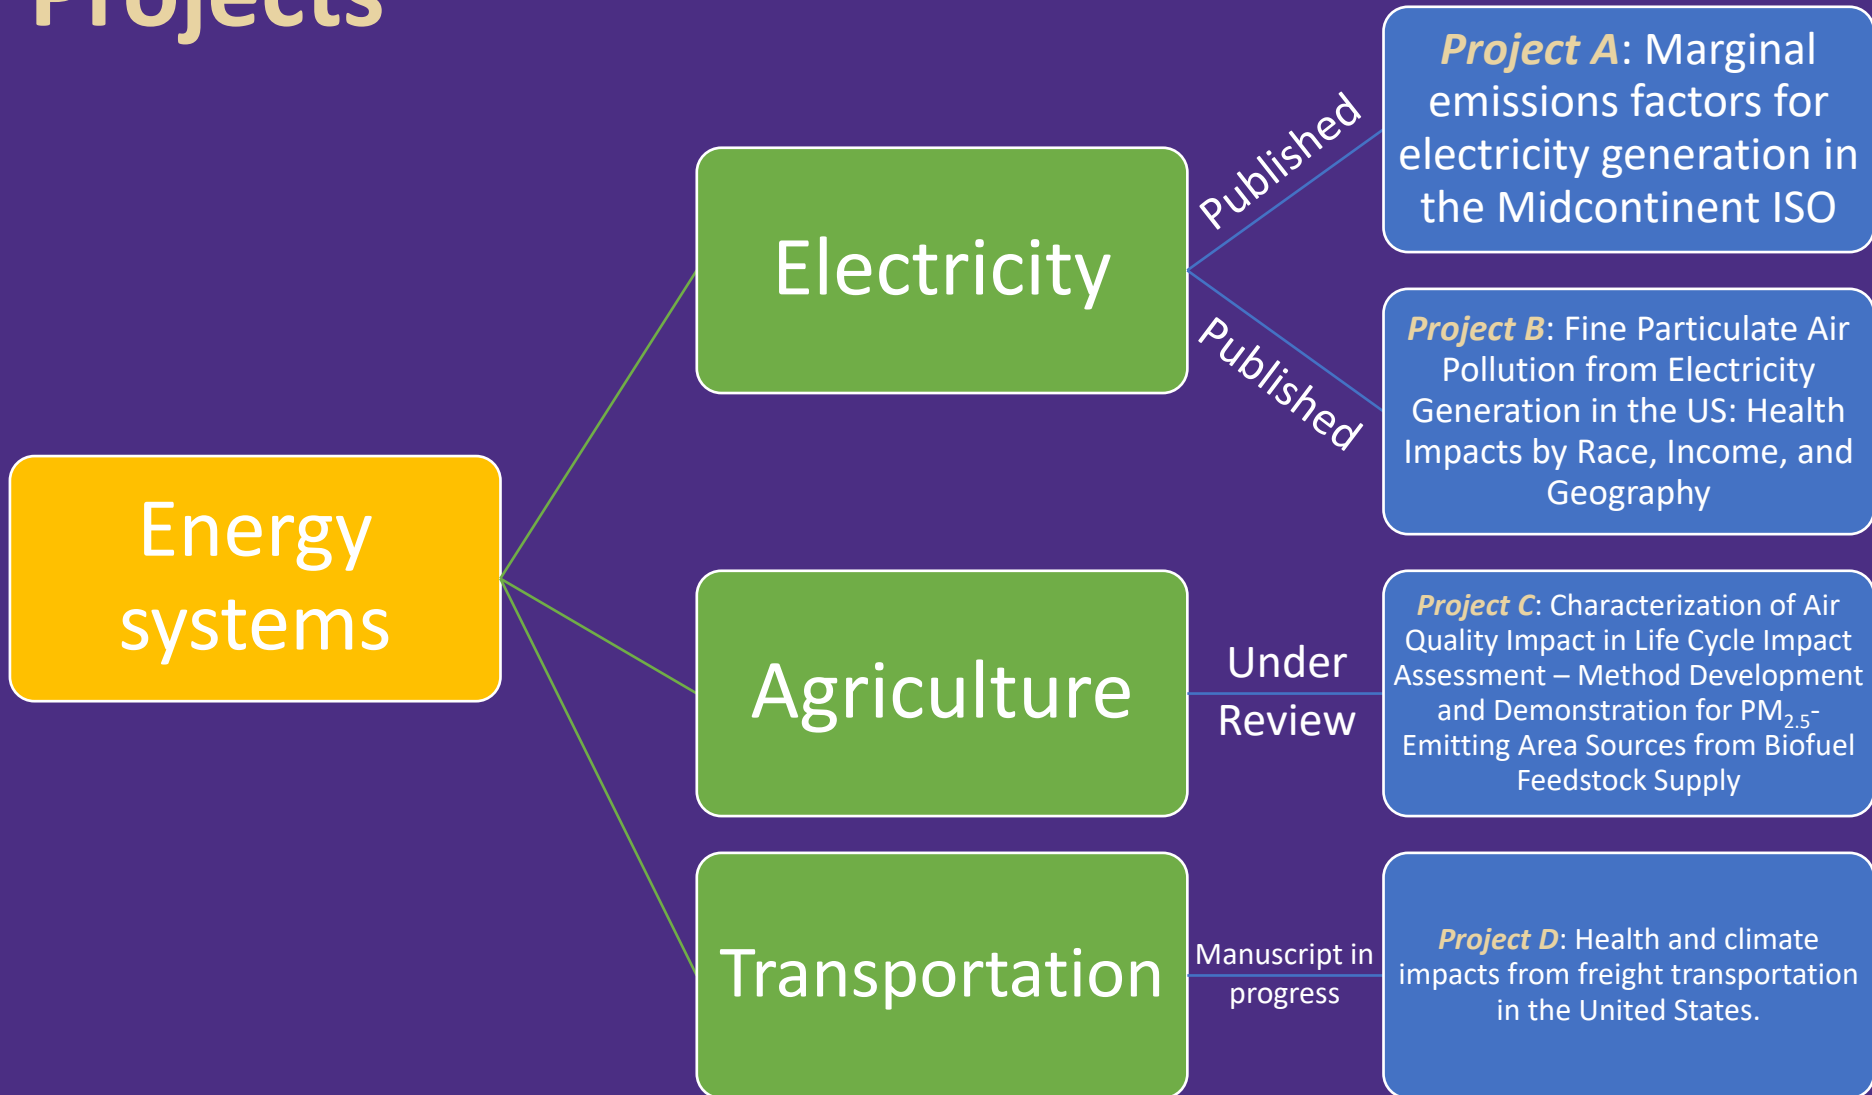 Projects
Energy
systems
Electricity
Published
Project A: Marginal
emissions factors for
electricity generation in
the Midcontinent ISO
Published
Project B: Fine Particulate Air
Pollution from Electricity
Generation in the US: Health
Impacts by Race, Income, and
Geography
Agriculture
Under
Review
Project C: Characterization of Air
Quality Impact in Life Cycle Impact
Assessment – Method Development
and Demonstration for PM2.5-
Emitting Area Sources from Biofuel
Feedstock Supply
Transportation
Manuscript in
progress
Project D: Health and climate
impacts from freight transportation
in the United States.